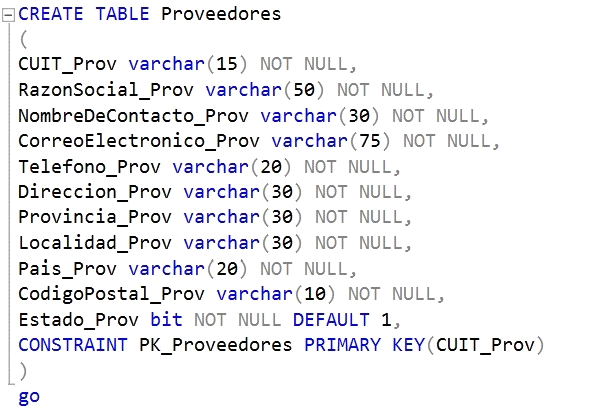 CREATE TABLE Proveedores
(
CUIT_Prov varchar(15) NOT NULL,
RazonSocial_Prov varchar(50) NOT NULL,
NombreDeContacto_Prov varchar(30) NOT NULL,
CorreoElectronico_Prov varchar(75) NOT NULL,
Telefono_Prov varchar(20) NOT NULL,
Direccion_Prov varchar(30) NOT NULL,
Provincia_Prov varchar(30) NOT NULL,
Localidad_Prov varchar(30) NOT NULL,
Pais_Prov varchar(20) NOT NULL,
CodigoPostal_Prov varchar(10) NOT NULL,
Estado_Prov bit NOT NULL DEFAULT 1,
CONSTRAINT PK_Proveedores PRIMARY KEY(CUIT_Prov)
)
go